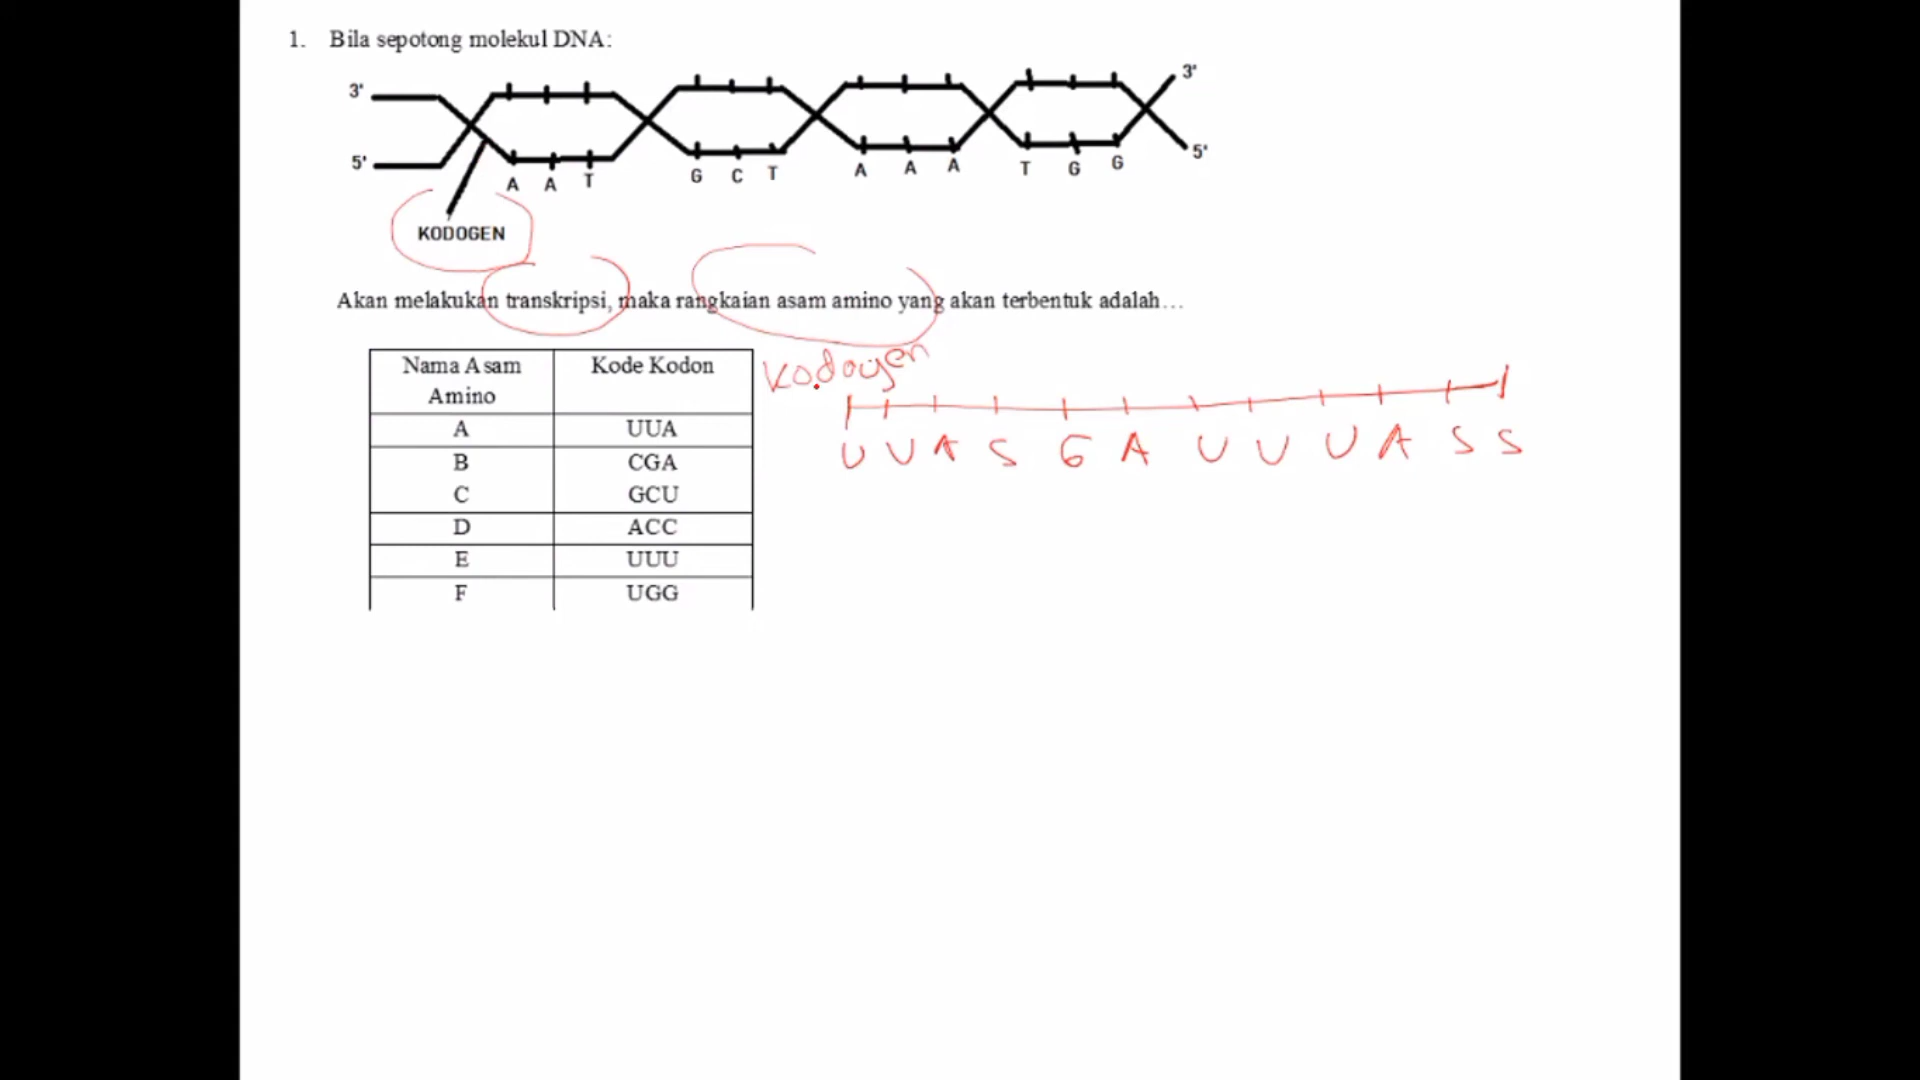 1. Bila sepotong molekul DNA:
3' 3'
5' 5'
A A T G C T A A A T G G
KODOGEN
Akan melakukan transkripsi, maka rangkaian asam amino yang akan terbentuk adalah...
Nama Asam Amino Kode Kodon
A UUA
B CGA
C GCU
D ACC
E UUU
F UGG
Kodogen
U U A S G A U U U A S S